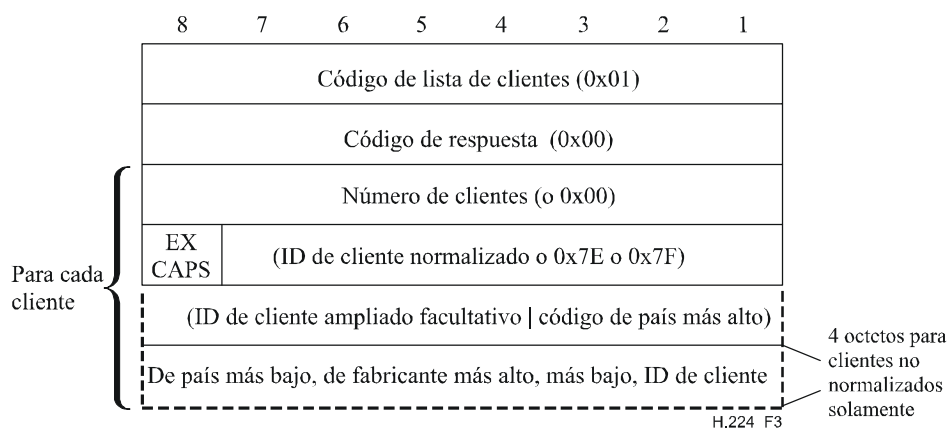 8 7 6 5 4 3 2 1
Código de lista de clientes (0x01)
Código de respuesta (0x00)
Número de clientes (o 0x00)
EX
CAPS
(ID de cliente normalizado o 0x7E o 0x7F)
Para cada
cliente
(ID de cliente ampliado facultativo | código de país más alto)
De país más bajo, de fabricante más alto, más bajo, ID de cliente
4 octctos para
clientes no
normalizados
solamente
H.224 F3